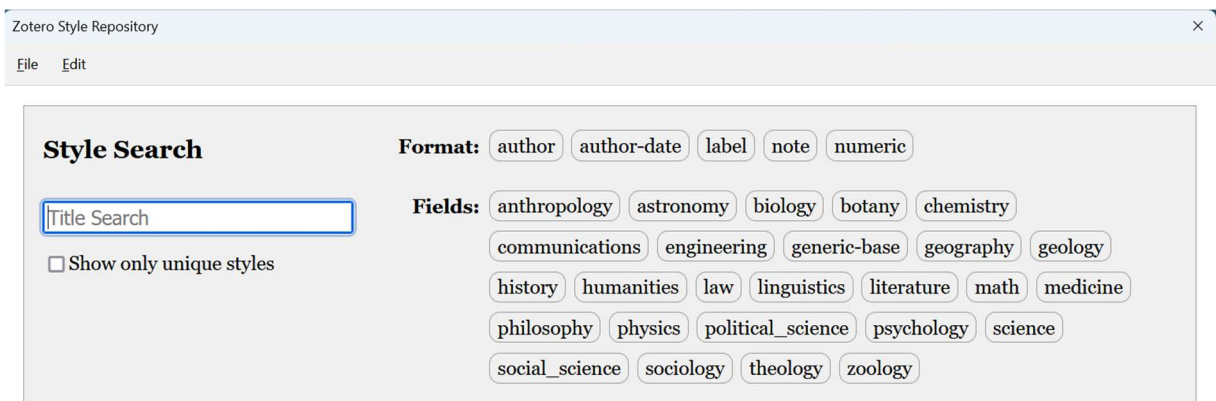 Zotero Style Repository
File Edit
Style Search
Title Search
Show only unique styles
Format: author author-date label note numeric
Fields: anthropology astronomy biology botany chemistry
communications engineering generic-base geography geology
history humanities law linguistics literature math medicine
philosophy physics political_science psychology science
social_science sociology theology zoology